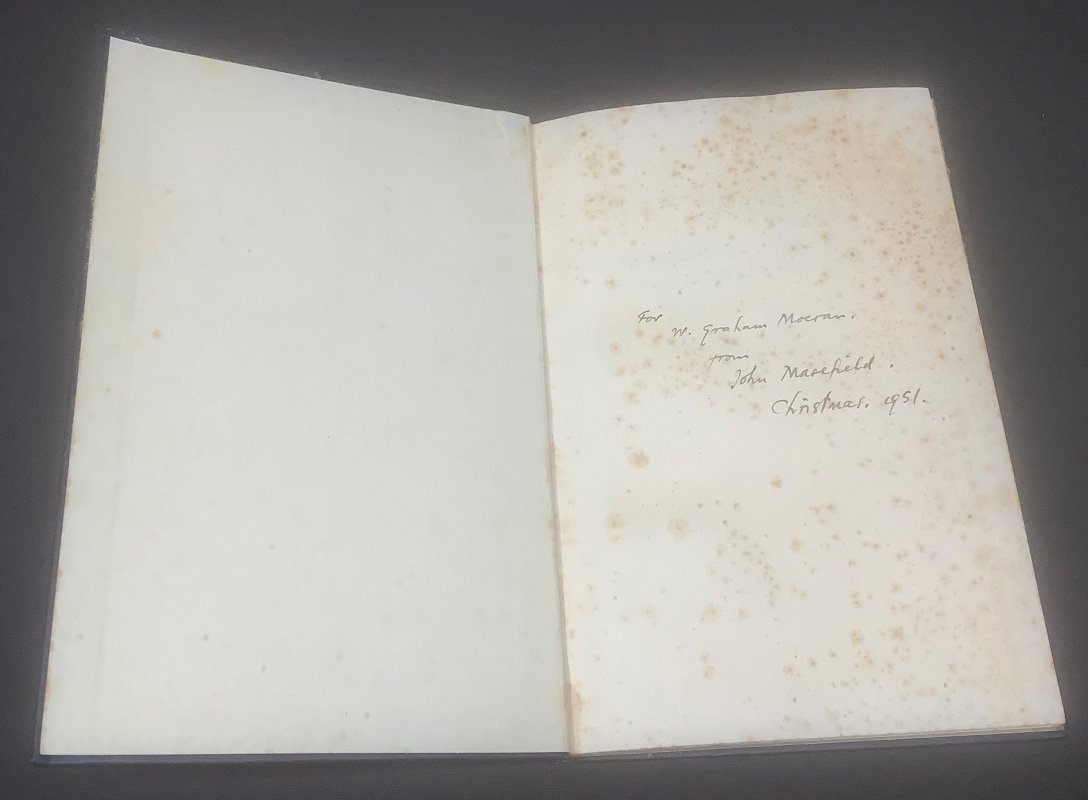 For
W. Graham Moeran.
from
John Masefield.
Christmas. 1951.